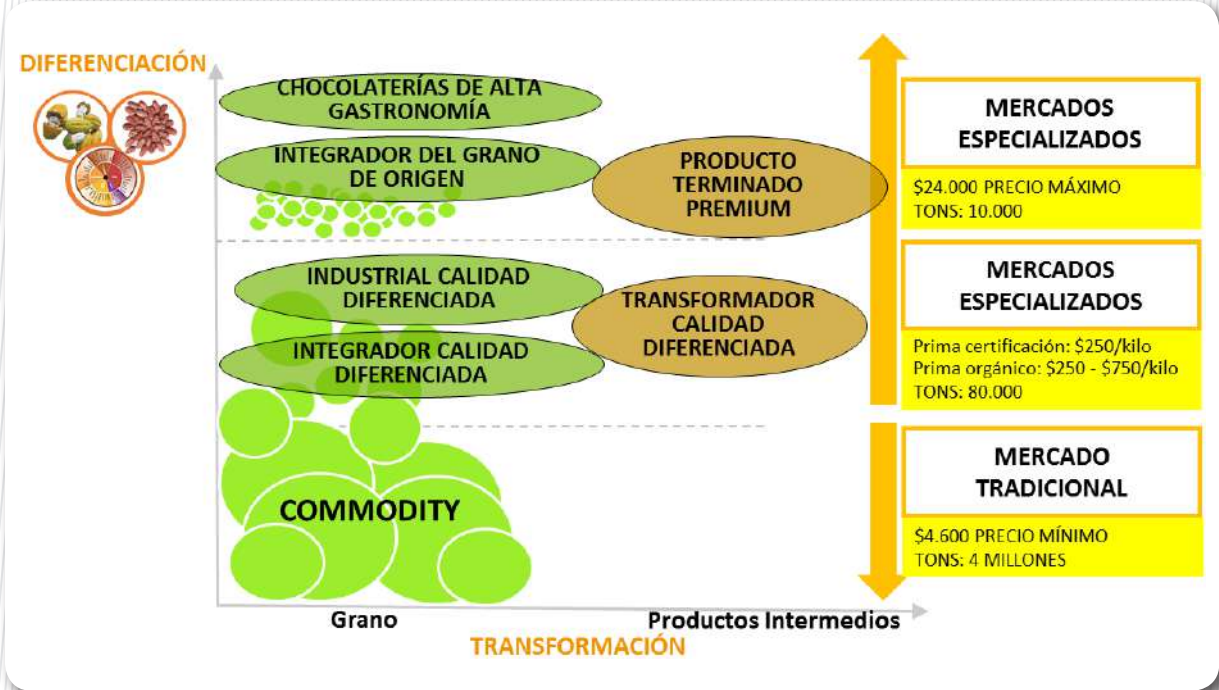 DIFERENCIACIÓN
CHOCOLATERÍAS DE ALTA
GASTRONOMÍA
INTEGRADOR DEL GRANO
DE ORIGEN
PRODUCTO
TERMINADO
PREMIUM
INDUSTRIAL CALIDAD
DIFERENCIADA
INTEGRADOR CALIDAD
DIFERENCIADA
TRANSFORMADOR
CALIDAD
DIFERENCIADA
COMMODITY
MERCADOS
ESPECIALIZADOS
$24.000 PRECIO MÁXIMO
TONS: 10.000
MERCADOS
ESPECIALIZADOS
Prima certificación: $250/kilo
Prima orgánico: $250 - $750/kilo
TONS: 80.000
MERCADO
TRADICIONAL
$4.600 PRECIO MÍNIMO
TONS: 4 MILLONES
Grano
Productos Intermedios
TRANSFORMACIÓN